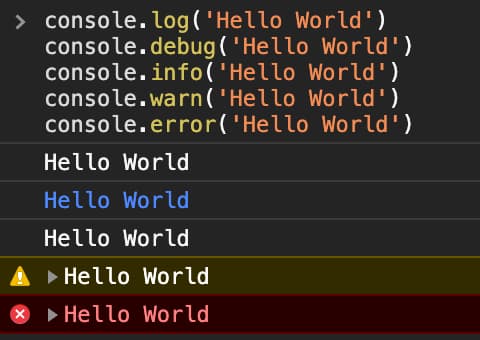 console.log('Hello World')
console.debug('Hello World')
console.info('Hello World')
console.warn('Hello World')
console.error('Hello World')
Hello World
Hello World
Hello World
Hello World
Hello World